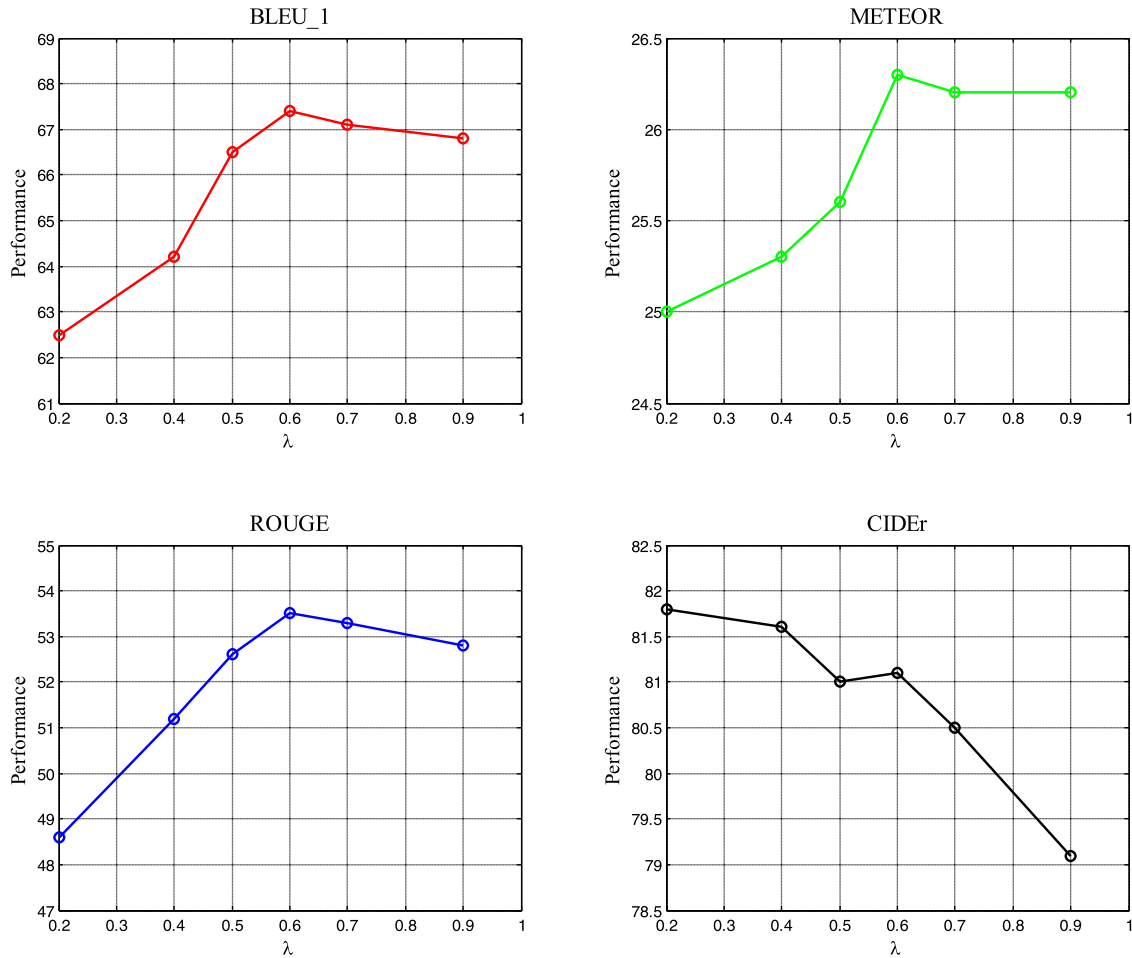 BLEU_1
69
68
67
66
65
64
63
62
61
Performance
0.2 0.3 0.4 0.5 0.6 0.7 0.8 0.9 1
λ
METEOR
26.5
26
25.5
25
24.5
Performance
0.2 0.3 0.4 0.5 0.6 0.7 0.8 0.9 1
λ
ROUGE
55
54
53
52
51
50
49
48
47
Performance
0.2 0.3 0.4 0.5 0.6 0.7 0.8 0.9 1
λ
CIDEr
82.5
82
81.5
81
80.5
80
79.5
79
78.5
Performance
0.2 0.3 0.4 0.5 0.6 0.7 0.8 0.9 1
λ